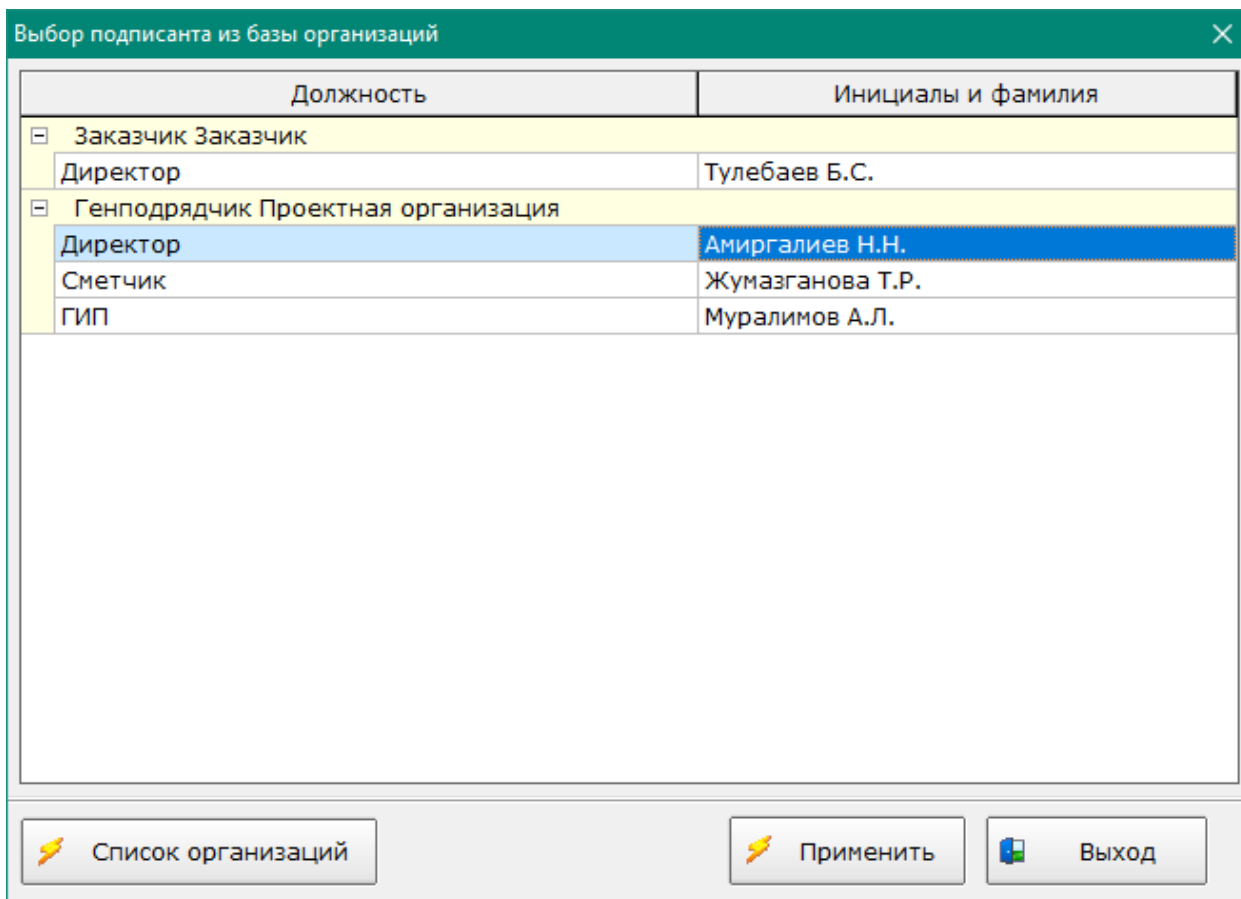 Выбор подписанта из базы организаций
Должность Инициалы и фамилия
Заказчик Заказчик
Директор Тулебаев Б.С.
Генподрядчик Проектная организация
Директор Амиргалиев Н.Н.
Сметчик Жумазганова Т.Р.
ГИП Муралимов А.Л.
Список организаций Применить Выход